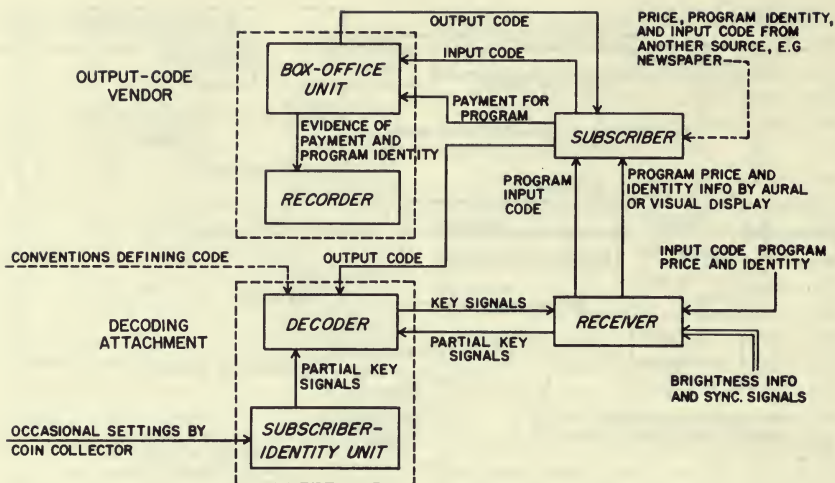 OUTPUT CODE
PRICE, PROGRAM IDENTITY,
AND INPUT CODE FROM
ANOTHER SOURCE, E.G
NEWSPAPER
OUTPUT-CODE
VENDOR
BOX-OFFICE
UNIT
INPUT CODE
PAYMENT FOR
PROGRAM
SUBSCRIBER
EVIDENCE OF
PAYMENT AND
PROGRAM IDENTITY
RECORDER
PROGRAM
INPUT
CODE
PROGRAM PRICE AND
IDENTITY INFO BY AURAL
OR VISUAL DISPLAY
CONVENTIONS DEFINING CODE
OUTPUT CODE
INPUT CODE PROGRAM
PRICE AND IDENTITY
DECODING
ATTACHMENT
DECODER
KEY SIGNALS
PARTIAL KEY
SIGNALS
RECEIVER
PARTIAL KEY
SIGNALS
BRIGHTNESS INFO
AND SYNC. SIGNALS
OCCASIONAL SETTINGS BY
COIN COLLECTOR
SUBSCRIBER-
IDENTITY UNIT